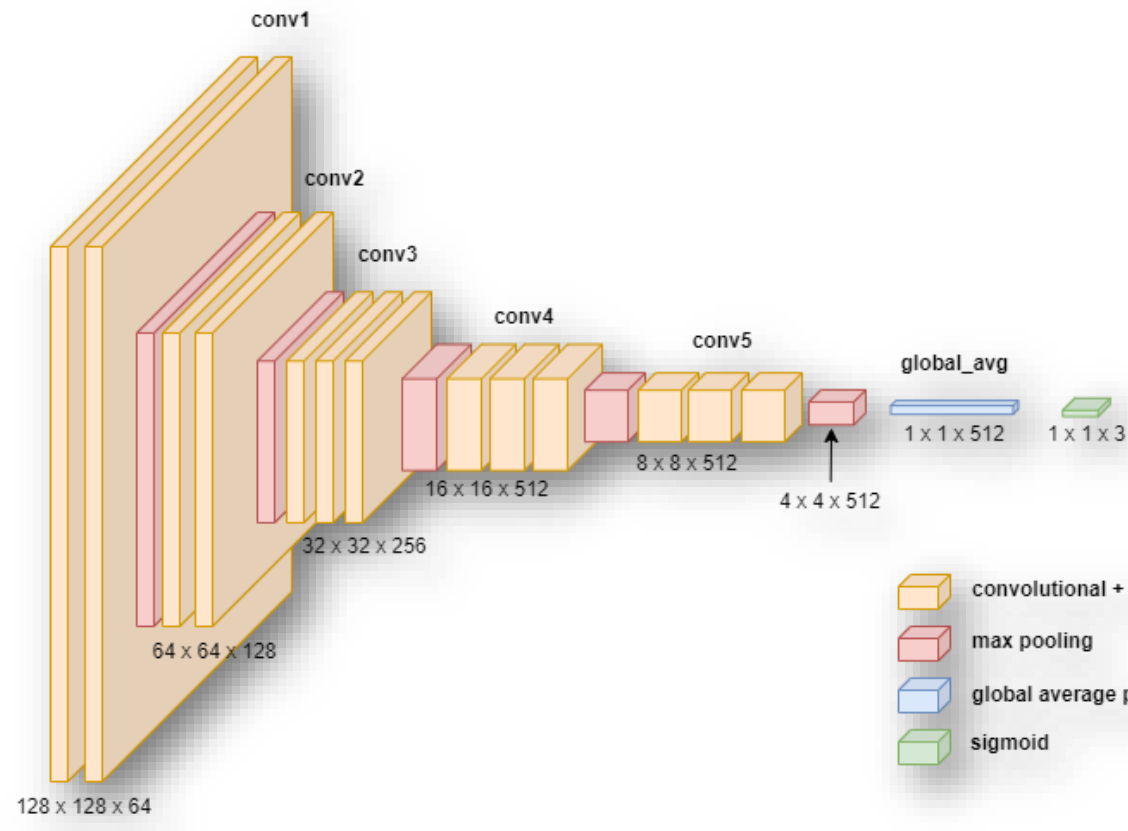 conv1
conv2
conv3
conv4
conv5
global_avg
1 x 1 x 512
1 x 1 x 3
8 x 8 x 512
16 x 16 x 512
4 x 4 x 512
32 x 32 x 256
64 x 64 x 128
128 x 128 x 64
convolutional +
max pooling
global average p
sigmoid